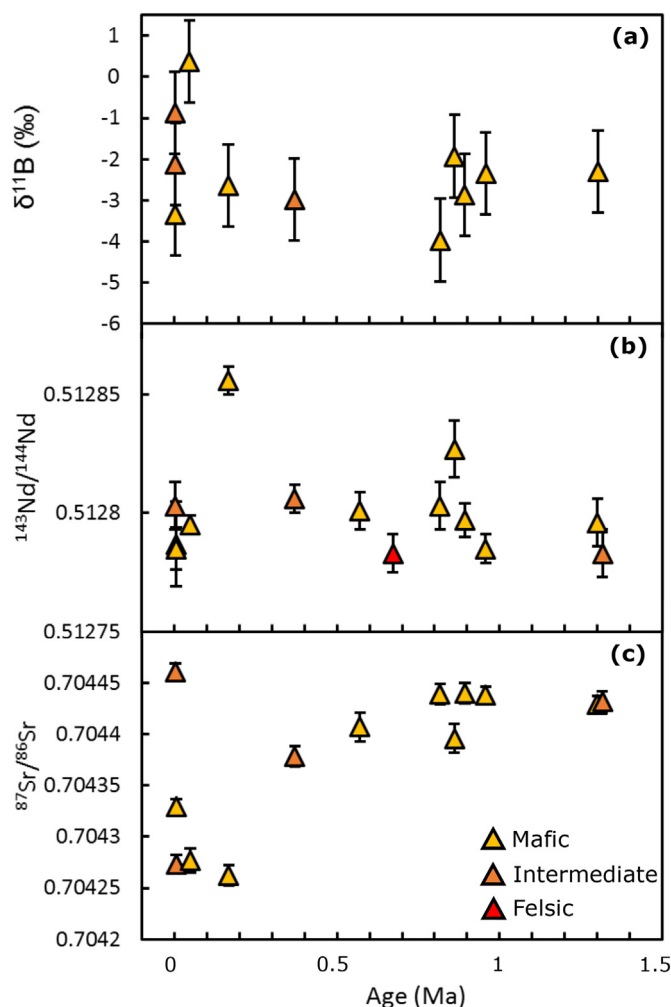 (a)
1
0
-1
-2
-3
-4
-5
-6
δ11B (‰)
(b)
0.51285
0.5128
0.51275
143Nd/144Nd
(c)
0.70445
0.7044
0.70435
0.7043
0.70425
0.7042
87Sr/86Sr
Mafic
Intermediate
Felsic
0
0.5
1
1.5
Age (Ma)